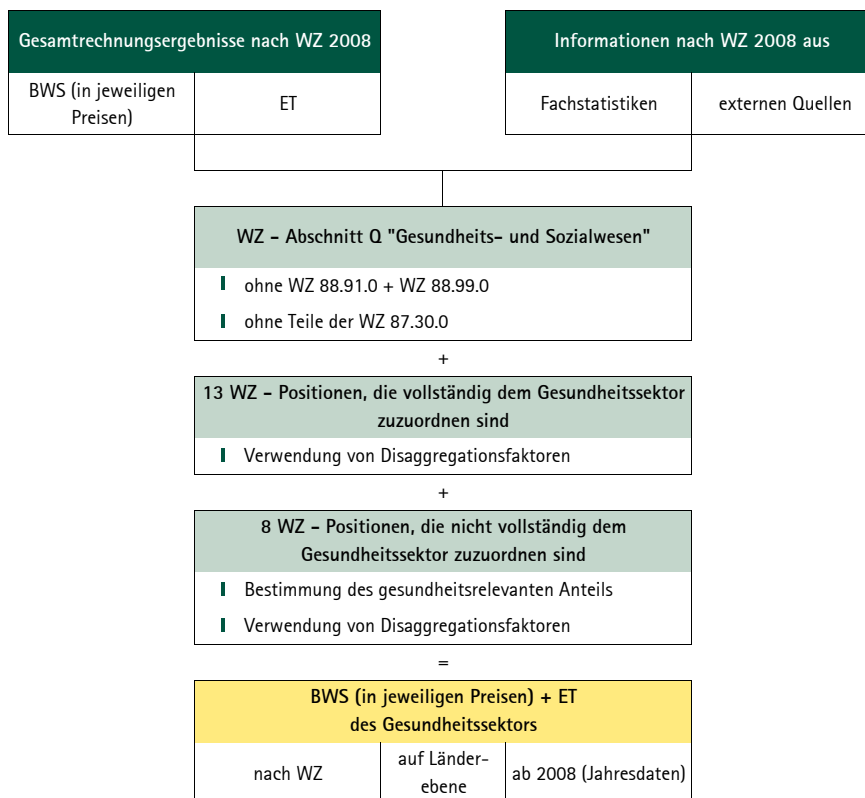 Gesamtrechnungsergebnisse nach WZ 2008
BWS (in jeweiligen
Preisen)
ET
Informationen nach WZ 2008 aus
Fachstatistiken
externen Quellen
WZ - Abschnitt Q "Gesundheits- und Sozialwesen"
ohne WZ 88.91.0 + WZ 88.99.0
ohne Teile der WZ 87.30.0
+
13 WZ - Positionen, die vollständig dem Gesundheitssektor
zuzuordnen sind
Verwendung von Disaggregationsfaktoren
+
8 WZ - Positionen, die nicht vollständig dem
Gesundheitssektor zuzuordnen sind
Bestimmung des gesundheitsrelevanten Anteils
Verwendung von Disaggregationsfaktoren
=
BWS (in jeweiligen Preisen) + ET
des Gesundheitssektors
nach WZ
auf Länder-
ebene
ab 2008 (Jahresdaten)